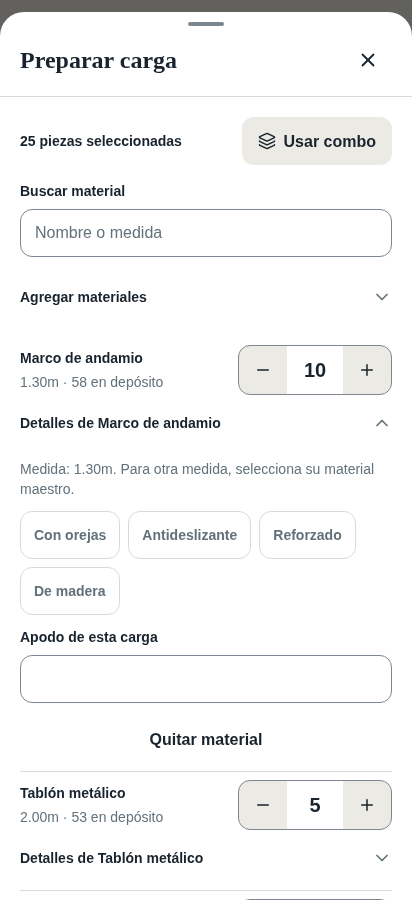 Preparar carga
25 piezas seleccionadas
Usar combo
Buscar material
Nombre o medida
Agregar materiales
Marco de andamio
1.30m · 58 en depósito
10
Detalles de Marco de andamio
Medida: 1.30m. Para otra medida, selecciona su material
maestro.
Con orejas
Antideslizante
Reforzado
De madera
Apodo de esta carga
Quitar material
Tablón metálico
2.00m · 53 en depósito
5
Detalles de Tablón metálico